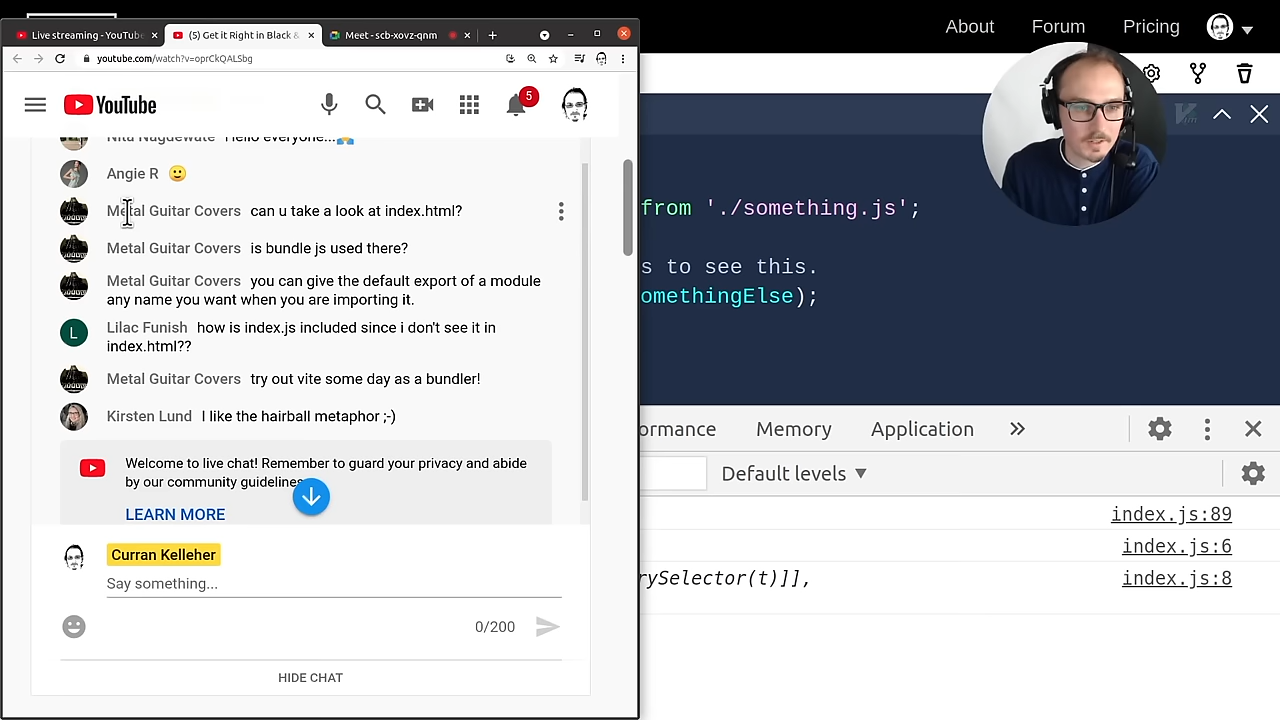 About Forum Pricing
Live streaming - YouTube
(5) Get it Right in Black &
Meet - scb-xovz-qnm
youtube.com/watch?v=oprCkQALSbg
YouTube
5
Nita Nagdewate Hello everyone...🙏
Angie R 🙂
Metal Guitar Covers can u take a look at index.html?
Metal Guitar Covers is bundle js used there?
Metal Guitar Covers you can give the default export of a module
any name you want when you are importing it.
Lilac Funish how is index.js included since i don't see it in
index.html??
Metal Guitar Covers try out vite some day as a bundler!
Kirsten Lund I like the hairball metaphor ;-)
Welcome to live chat! Remember to guard your privacy and abide
by our community guidelines
LEARN MORE
Curran Kelleher
Say something...
0/200
HIDE CHAT
from './something.js';
s to see this.
omethingElse);
ormance Memory Application
Default levels ▼
index.js:89
index.js:6
rySelector(t)]], index.js:8